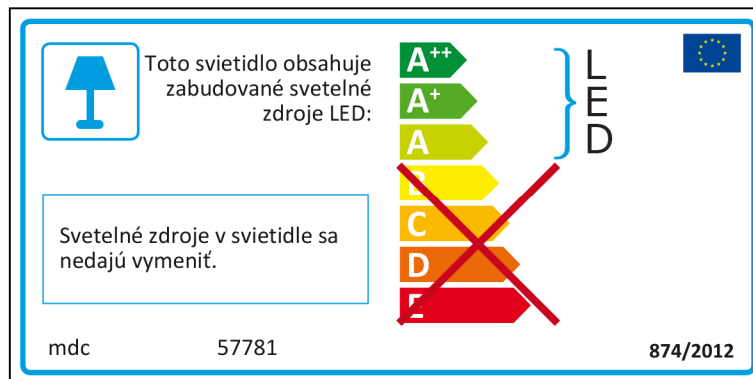 Toto svietidlo obsahuje
zabudované svetelné
zdroje LED:
A++
A+
A
B
C
D
E
L
E
D
Svetelné zdroje v svietidle sa
nedajú vymeniť.
mdc 57781 874/2012